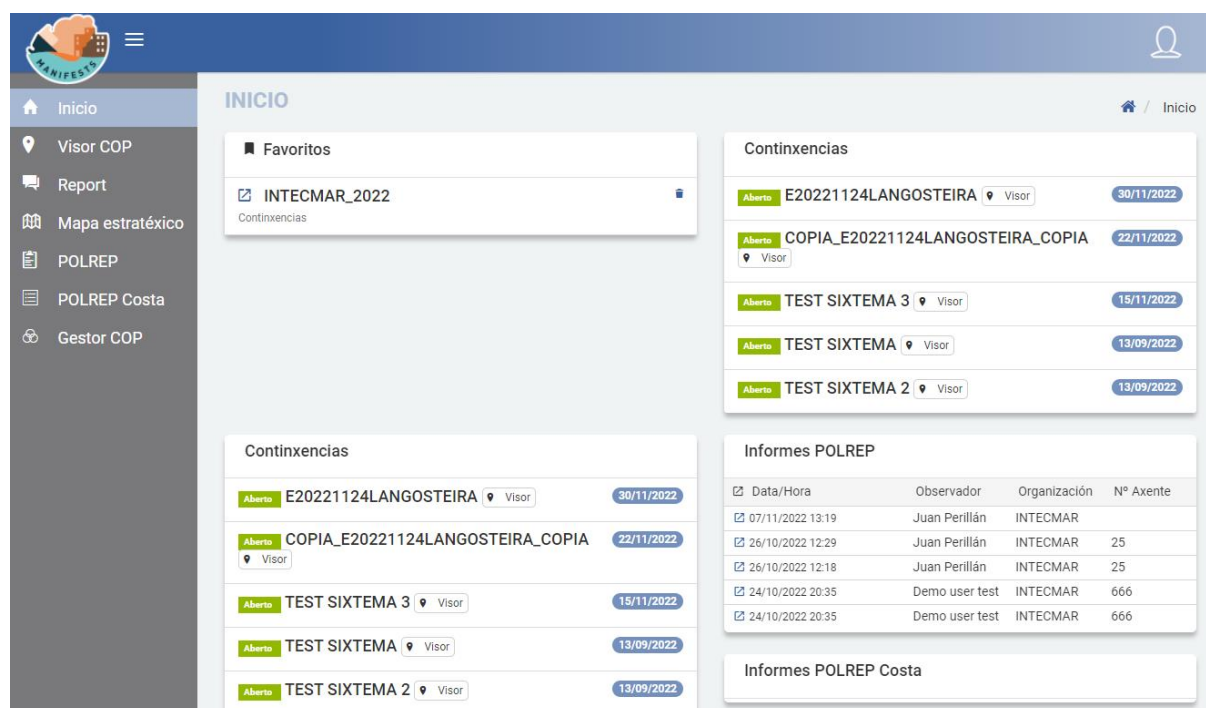 MANIFESTS
Inicio
Visor COP
Report
Mapa estratéxico
POLREP
POLREP Costa
Gestor COP
INICIO
/ Inicio
Favoritos
INTECMAR_2022
Continxencias
Continxencias
Aberto E20221124LANGOSTEIRA Visor 30/11/2022
Aberto COPIA_E20221124LANGOSTEIRA_COPIA 22/11/2022
Visor
Aberto TEST SIXTEMA 3 Visor 15/11/2022
Aberto TEST SIXTEMA Visor 13/09/2022
Aberto TEST SIXTEMA 2 Visor 13/09/2022
Continxencias
Aberto E20221124LANGOSTEIRA Visor 30/11/2022
Aberto COPIA_E20221124LANGOSTEIRA_COPIA 22/11/2022
Visor
Aberto TEST SIXTEMA 3 Visor 15/11/2022
Aberto TEST SIXTEMA Visor 13/09/2022
Aberto TEST SIXTEMA 2 Visor 13/09/2022
Informes POLREP
Data/Hora Observador Organización Nº Axente
07/11/2022 13:19 Juan Perillán INTECMAR
26/10/2022 12:29 Juan Perillán INTECMAR 25
26/10/2022 12:18 Juan Perillán INTECMAR 25
24/10/2022 20:35 Demo user test INTECMAR 666
24/10/2022 20:35 Demo user test INTECMAR 666
Informes POLREP Costa